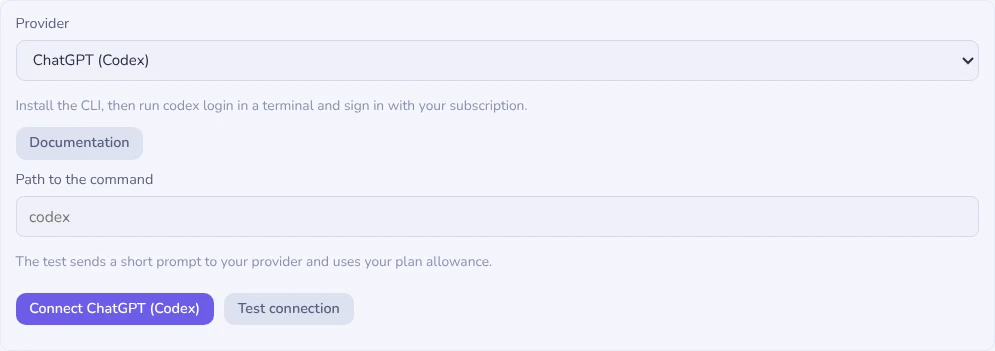 Provider
ChatGPT (Codex)
Install the CLI, then run codex login in a terminal and sign in with your subscription.
Documentation
Path to the command
codex
The test sends a short prompt to your provider and uses your plan allowance.
Connect ChatGPT (Codex)
Test connection